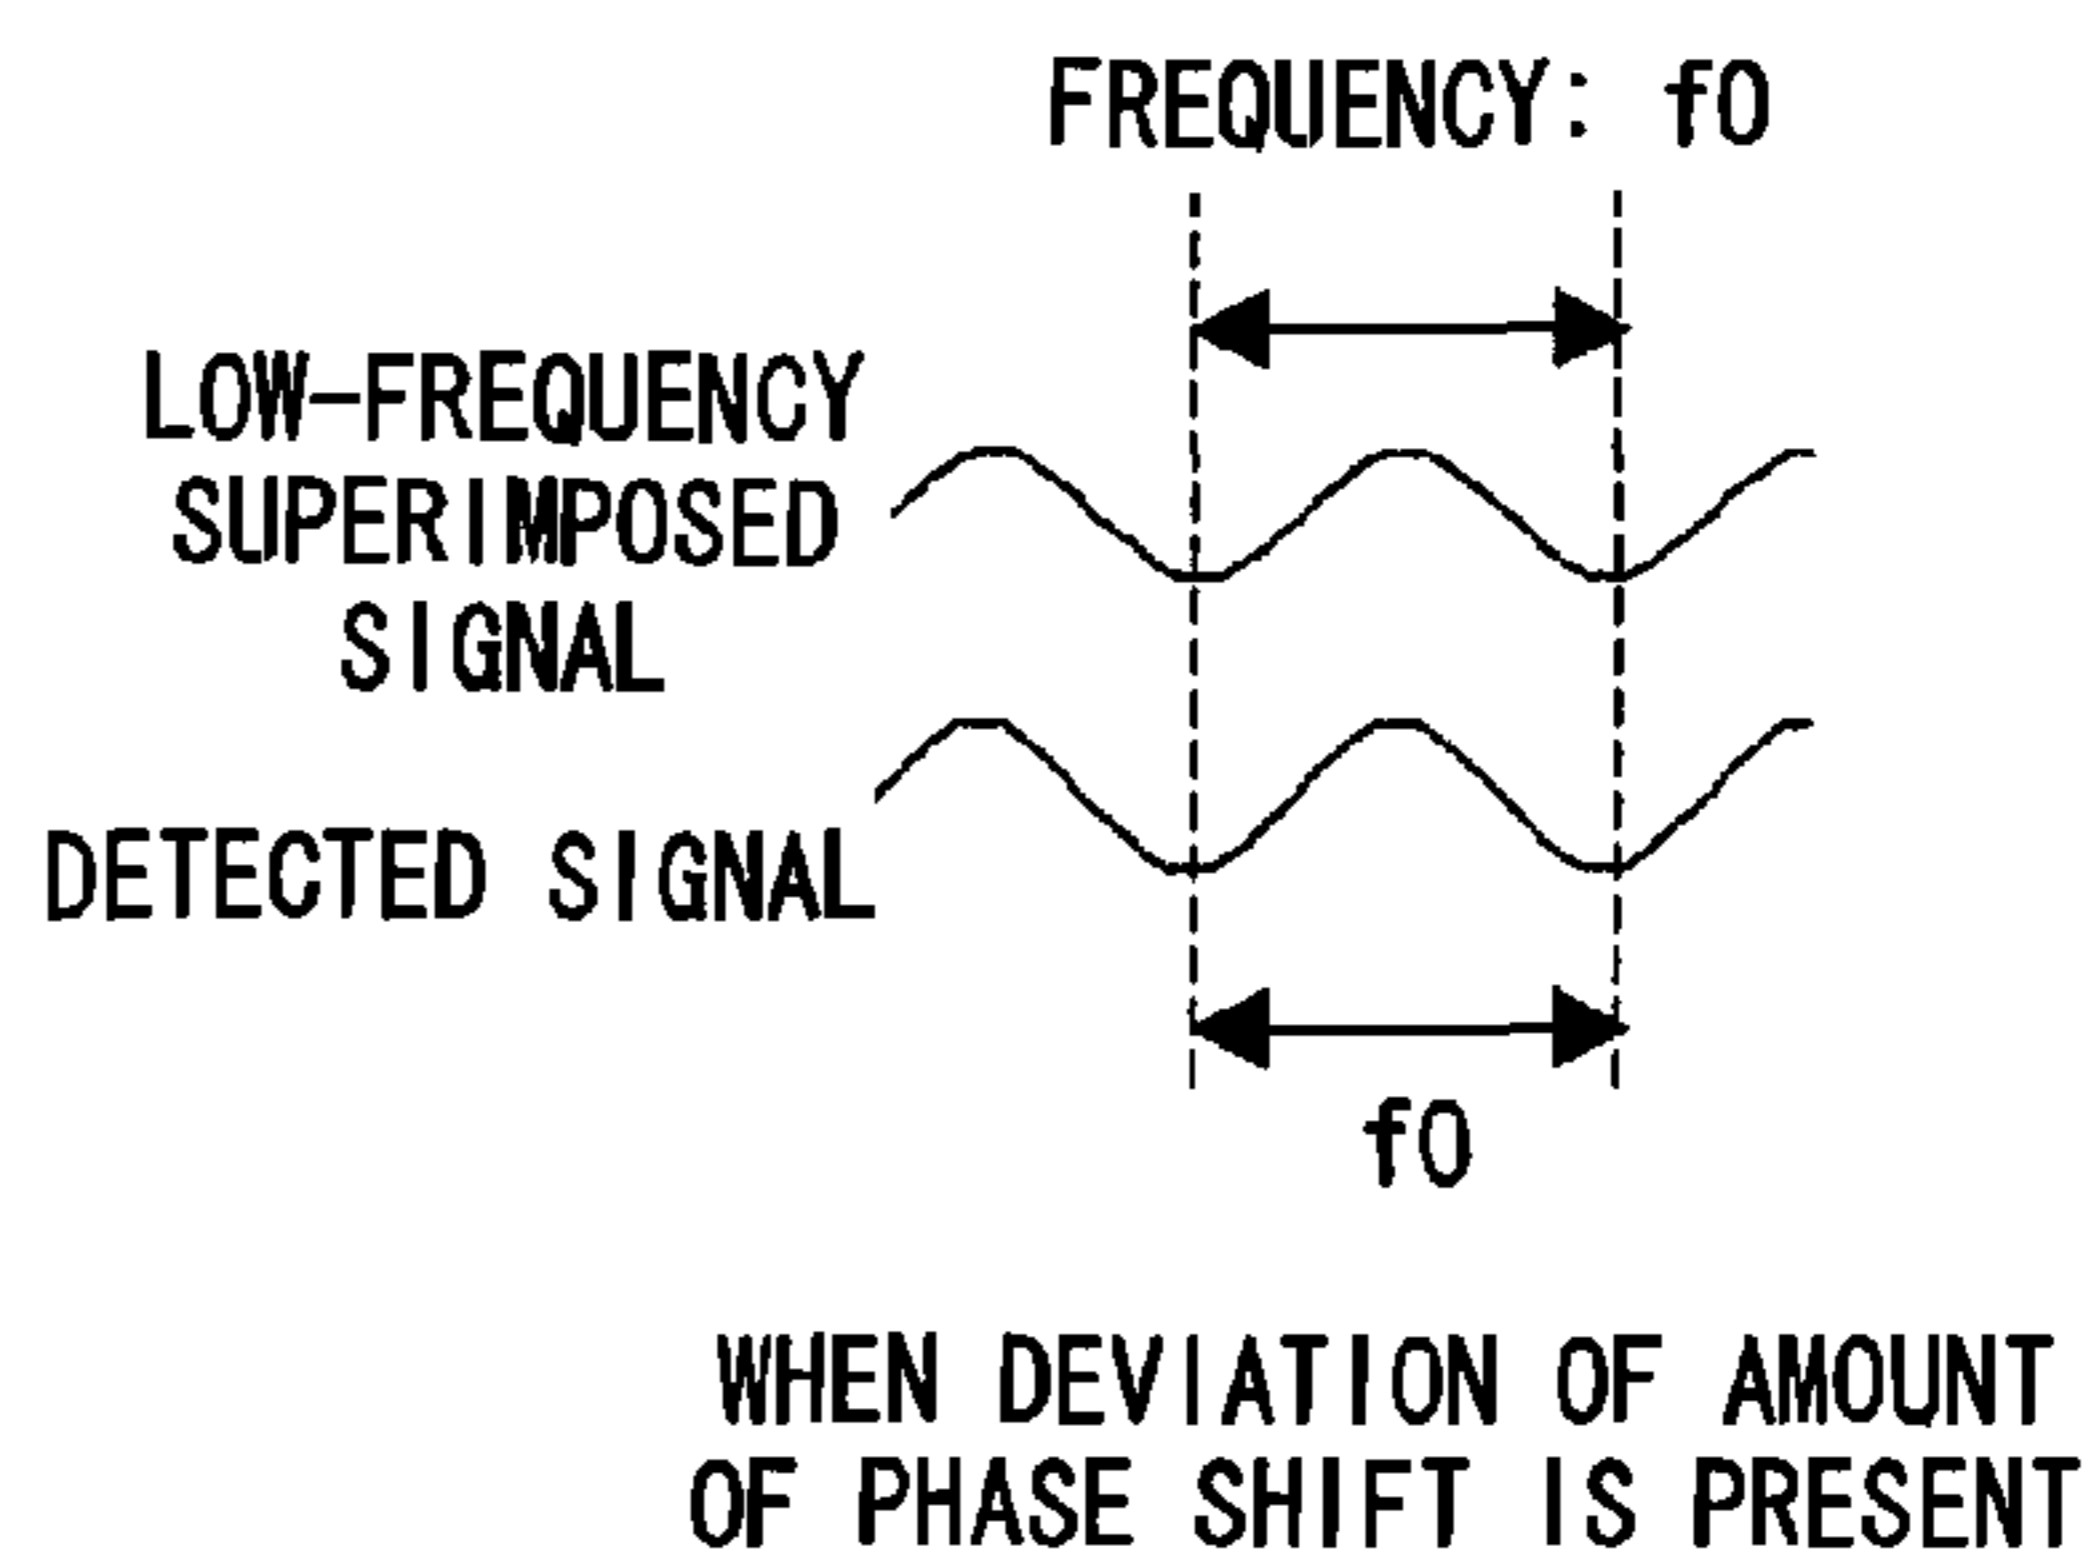 FREQUENCY: f0
LOW-FREQUENCY
SUPERIMPOSED
SIGNAL
DETECTED SIGNAL
f0
WHEN DEVIATION OF AMOUNT
OF PHASE SHIFT IS PRESENT